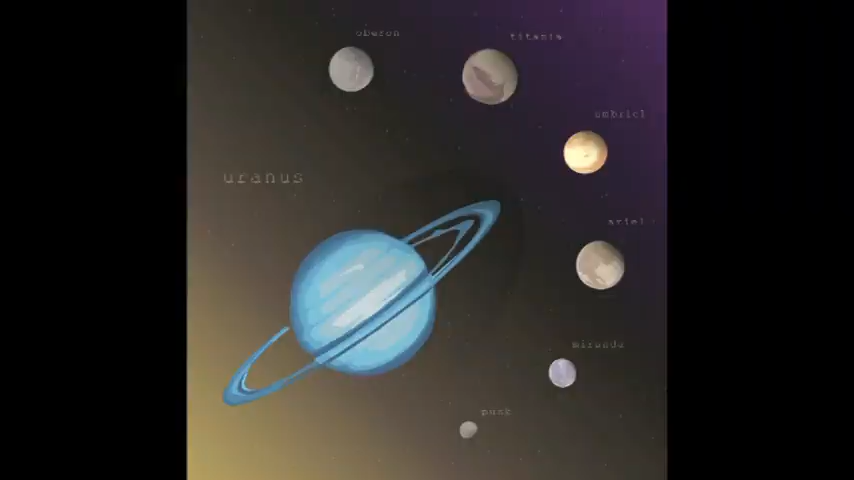 oberon
titania
umbriel
uranus
ariel
miranda
puck